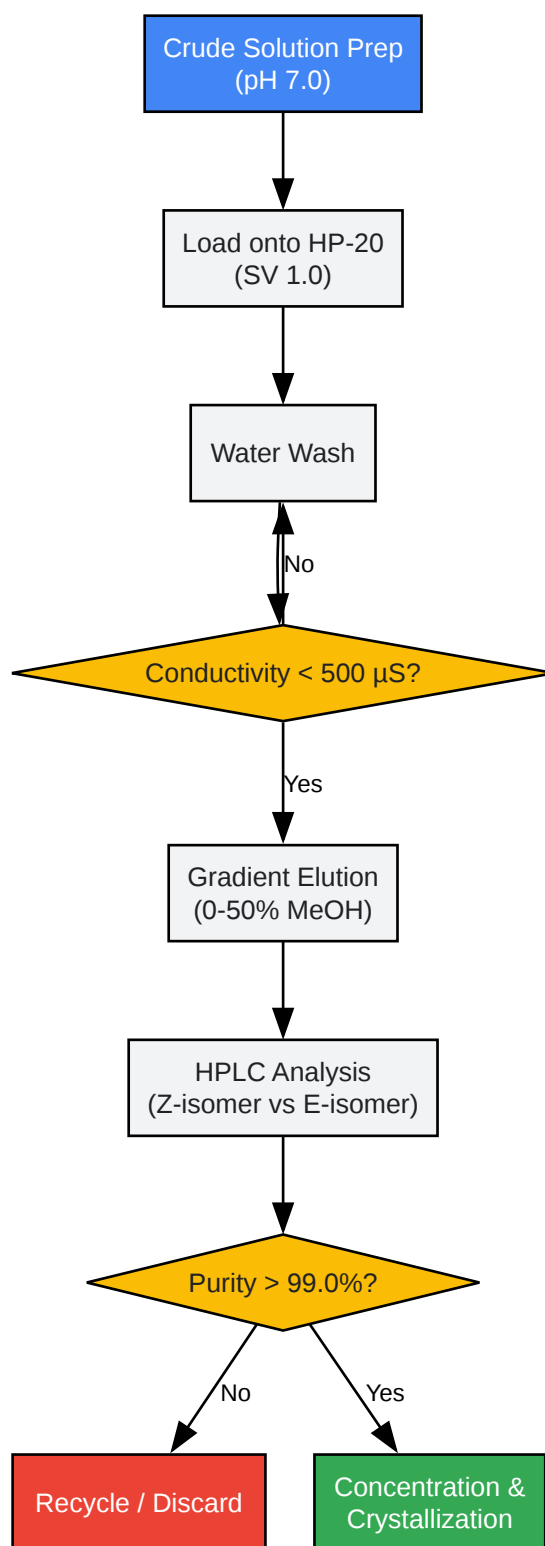 Crude Solution Prep
(pH 7.0)
Load onto HP-20
(SV 1.0)
Water Wash
No
Conductivity < 500 µS?
Yes
Gradient Elution
(0-50% MeOH)
HPLC Analysis
(Z-isomer vs E-isomer)
Purity > 99.0%?
No
Yes
Recycle / Discard
Concentration &
Crystallization